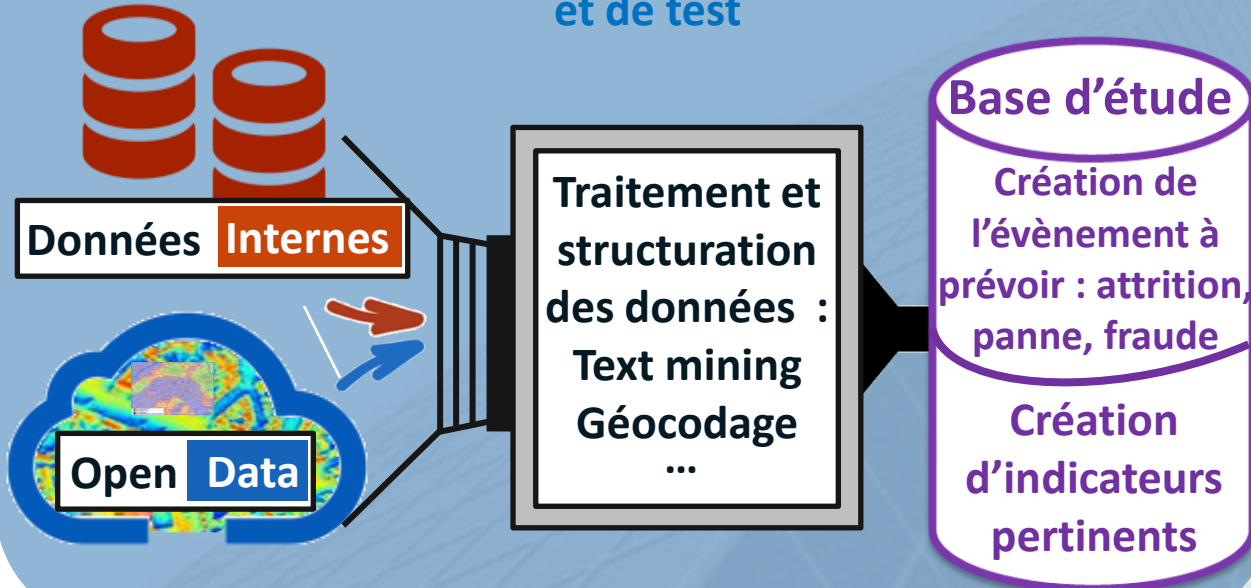 et de test
Données Internes
Open Data
Traitement et
structuration
des données :
Text mining
Géocodage
...
Base d’étude
Création de
l’évènement à
prévoir : attrition,
panne, fraude
Création
d’indicateurs
pertinents